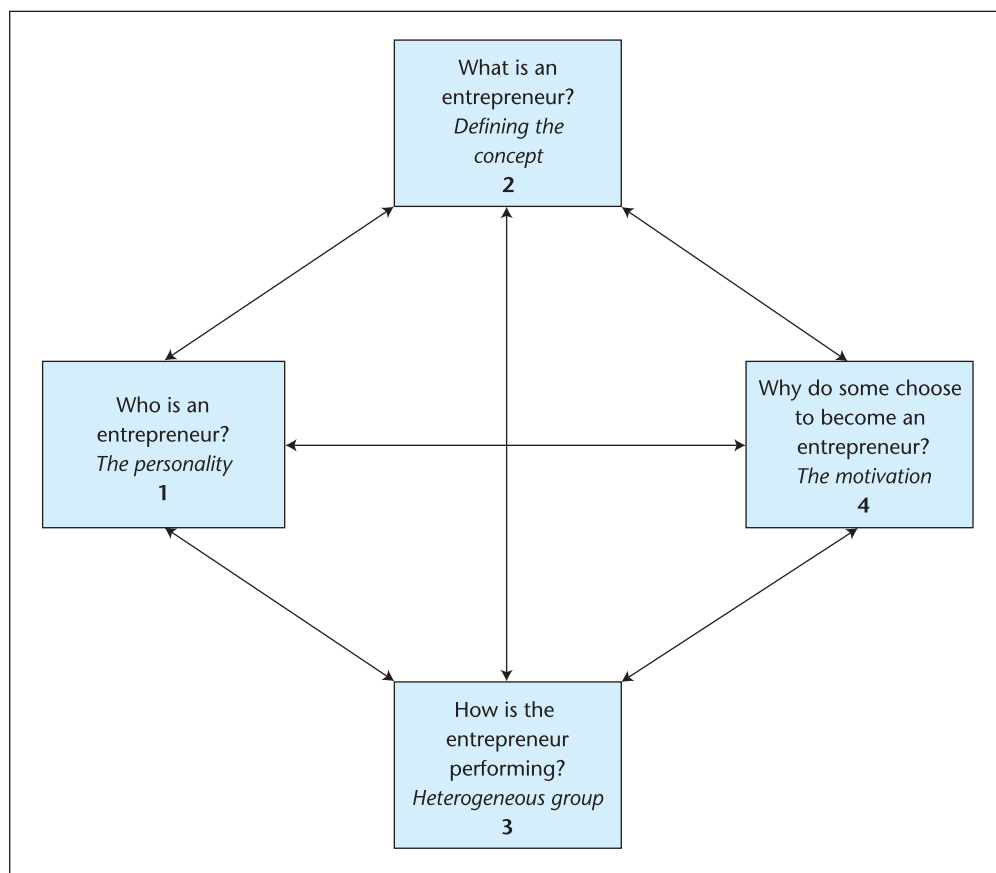 What is an
entrepreneur?
Defining the
concept
2
Who is an
entrepreneur?
The personality
1
Why do some choose
to become an
entrepreneur?
The motivation
4
How is the
entrepreneur
performing?
Heterogeneous group
3